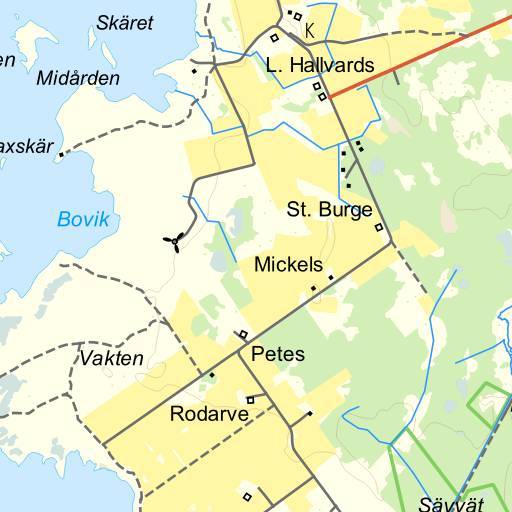 Skäret
K
L. Hallvards
en
Midården
axskär
Bovik
St. Burge
Mickels
Vakten
Petes
Rodarve
Sävvät